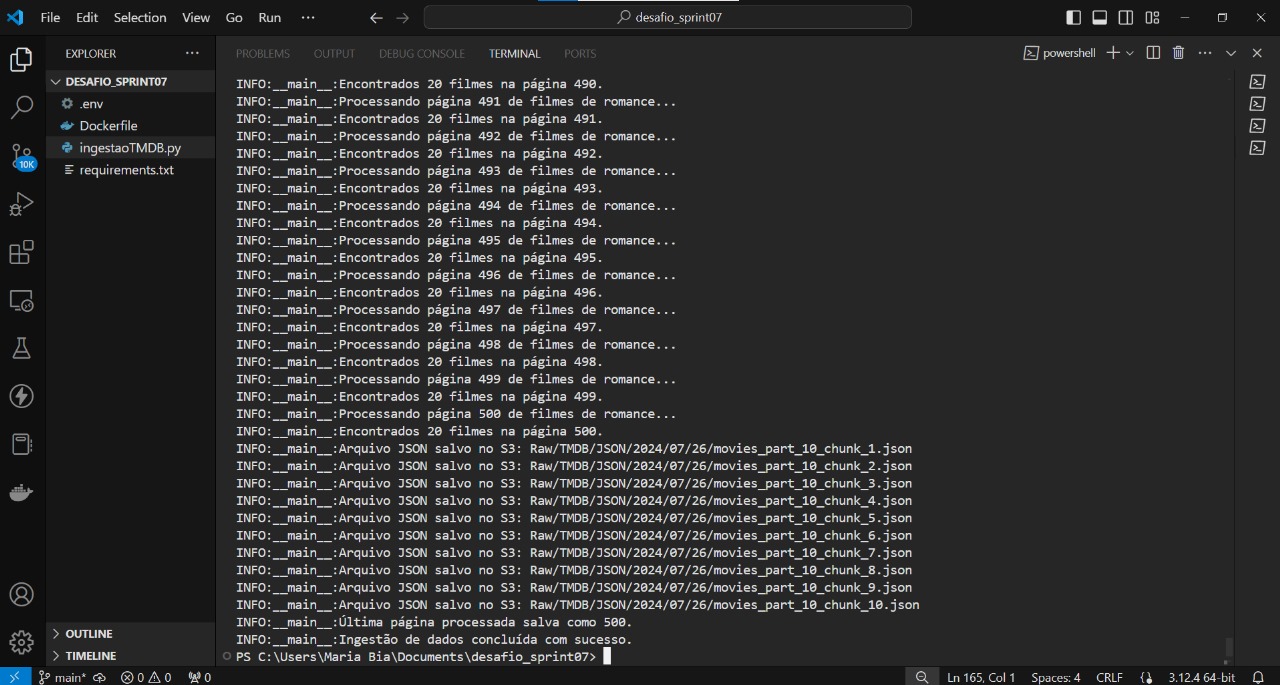 File Edit Selection View Go Run ··· desafio_sprint07
EXPLORER ···
DESAFIO_SPRINT07
.env
Dockerfile
ingestaoTMDB.py
requirements.txt
10K
OUTLINE
TIMELINE
PROBLEMS OUTPUT DEBUG CONSOLE TERMINAL PORTS powershell
INFO:__main__:Encontrados 20 filmes na página 490.
INFO:__main__:Processando página 491 de filmes de romance...
INFO:__main__:Encontrados 20 filmes na página 491.
INFO:__main__:Processando página 492 de filmes de romance...
INFO:__main__:Encontrados 20 filmes na página 492.
INFO:__main__:Processando página 493 de filmes de romance...
INFO:__main__:Encontrados 20 filmes na página 493.
INFO:__main__:Processando página 494 de filmes de romance...
INFO:__main__:Encontrados 20 filmes na página 494.
INFO:__main__:Processando página 495 de filmes de romance...
INFO:__main__:Encontrados 20 filmes na página 495.
INFO:__main__:Processando página 496 de filmes de romance...
INFO:__main__:Encontrados 20 filmes na página 496.
INFO:__main__:Processando página 497 de filmes de romance...
INFO:__main__:Encontrados 20 filmes na página 497.
INFO:__main__:Processando página 498 de filmes de romance...
INFO:__main__:Encontrados 20 filmes na página 498.
INFO:__main__:Processando página 499 de filmes de romance...
INFO:__main__:Encontrados 20 filmes na página 499.
INFO:__main__:Processando página 500 de filmes de romance...
INFO:__main__:Encontrados 20 filmes na página 500.
INFO:__main__:Arquivo JSON salvo no S3: Raw/TMDB/JSON/2024/07/26/movies_part_10_chunk_1.json
INFO:__main__:Arquivo JSON salvo no S3: Raw/TMDB/JSON/2024/07/26/movies_part_10_chunk_2.json
INFO:__main__:Arquivo JSON salvo no S3: Raw/TMDB/JSON/2024/07/26/movies_part_10_chunk_3.json
INFO:__main__:Arquivo JSON salvo no S3: Raw/TMDB/JSON/2024/07/26/movies_part_10_chunk_4.json
INFO:__main__:Arquivo JSON salvo no S3: Raw/TMDB/JSON/2024/07/26/movies_part_10_chunk_5.json
INFO:__main__:Arquivo JSON salvo no S3: Raw/TMDB/JSON/2024/07/26/movies_part_10_chunk_6.json
INFO:__main__:Arquivo JSON salvo no S3: Raw/TMDB/JSON/2024/07/26/movies_part_10_chunk_7.json
INFO:__main__:Arquivo JSON salvo no S3: Raw/TMDB/JSON/2024/07/26/movies_part_10_chunk_8.json
INFO:__main__:Arquivo JSON salvo no S3: Raw/TMDB/JSON/2024/07/26/movies_part_10_chunk_9.json
INFO:__main__:Arquivo JSON salvo no S3: Raw/TMDB/JSON/2024/07/26/movies_part_10_chunk_10.json
INFO:__main__:Última página processada salva como 500.
INFO:__main__:Ingestão de dados concluída com sucesso.
PS C:\Users\Maria Bia\Documents\desafio_sprint07>
main* 0 0 0 Ln 165, Col 1 Spaces: 4 CRLF 3.12.4 64-bit